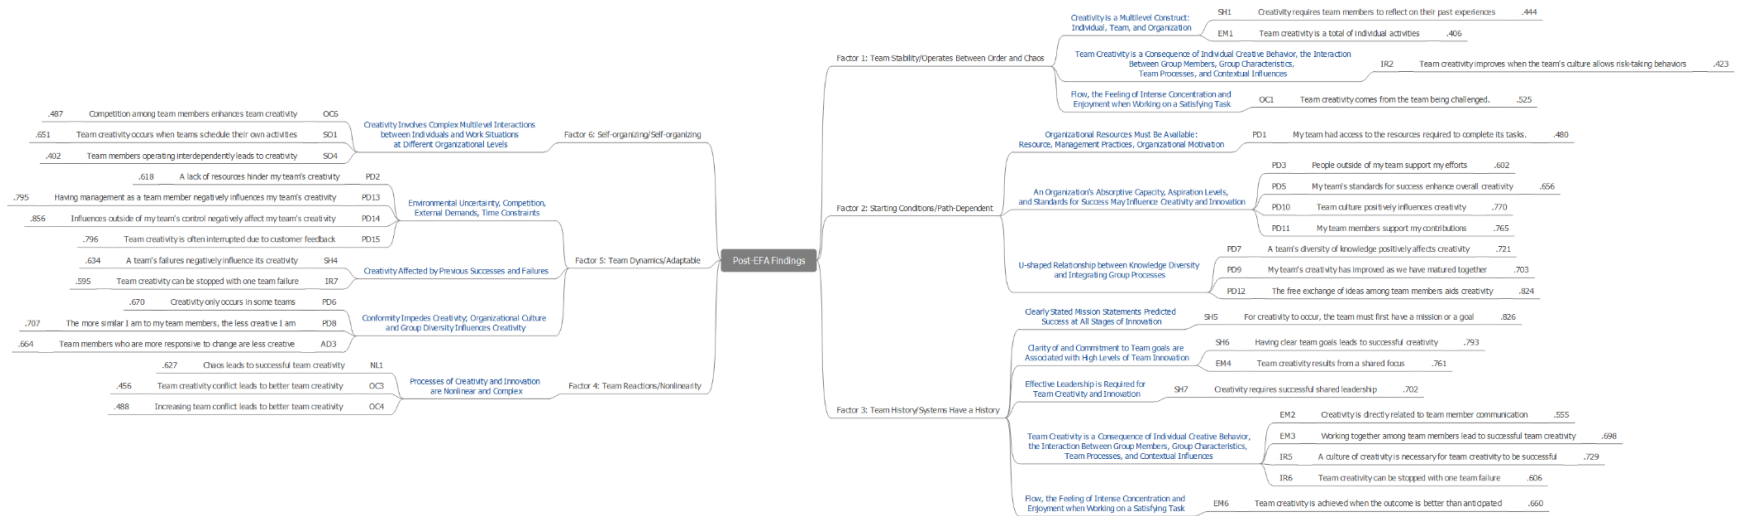 Post-EFA Findings
Factor 1: Team Stability/Operates Between Order and Chaos
Creativity is a Multilevel Construct:
Individual, Team, and Organization
SH1 Creativity requires team members to reflect on their past experiences .444
EM1 Team creativity is a total of individual activities .406
Team Creativity is a Consequence of Individual Creative Behavior, the Interaction
Between Group Members, Group Characteristics,
Team Processes, and Contextual Influences
IR2 Team creativity improves when the team's culture allows risk-taking behaviors .423
Flow, the Feeling of Intense Concentration and
Enjoyment when Working on a Satisfying Task
OC1 Team creativity comes from the team being challenged. .525
Factor 2: Starting Conditions/Path-Dependent
Organizational Resources Must Be Available:
Resource, Management Practices, Organizational Motivation
PD1 My team had access to the resources required to complete its tasks. .480
An Organization's Absorptive Capacity, Aspiration Levels,
and Standards for Success May Influence Creativity and Innovation
PD3 People outside of my team support my efforts .602
PD5 My team's standards for success enhance overall creativity .656
PD10 Team culture positively influences creativity .770
PD11 My team members support my contributions .765
U-shaped Relationship between Knowledge Diversity
and Integrating Group Processes
PD7 A team's diversity of knowledge positively affects creativity .721
PD9 My team's creativity has improved as we have matured together .703
PD12 The free exchange of ideas among team members aids creativity .824
Factor 3: Team History/Systems Have a History
Clearly Stated Mission Statements Predicted
Success at All Stages of Innovation
SH5 For creativity to occur, the team must first have a mission or a goal .826
Clarity of and Commitment to Team goals are
Associated with High Levels of Team Innovation
SH6 Having clear team goals leads to successful creativity .793
EM4 Team creativity results from a shared focus .761
Effective Leadership is Required for
Team Creativity and Innovation
SH7 Creativity requires successful shared leadership .702
Team Creativity is a Consequence of Individual Creative Behavior,
the Interaction Between Group Members, Group Characteristics,
Team Processes, and Contextual Influences
EM2 Creativity is directly related to team member communication .555
EM3 Working together among team members lead to successful team creativity .698
IR5 A culture of creativity is necessary for team creativity to be successful .729
IR6 Team creativity can be stopped with one team failure .606
Flow, the Feeling of Intense Concentration and
Enjoyment when Working on a Satisfying Task
EM6 Team creativity is achieved when the outcome is better than anticipated .660
Factor 6: Self-organizing/Self-organizing
Creativity Involves Complex Multilevel Interactions
between Individuals and Work Situations
at Different Organizational Levels
.487 Competition among team members enhances team creativity OC6
.651 Team creativity occurs when teams schedule their own activities SO1
.402 Team members operating interdependently leads to creativity SO4
Factor 5: Team Dynamics/Adaptable
Environmental Uncertainty, Competition,
External Demands, Time Constraints
.618 A lack of resources hinder my team's creativity PD2
.795 Having management as a team member negatively influences my team's creativity PD13
.856 Influences outside of my team's control negatively affect my team's creativity PD14
.796 Team creativity is often interrupted due to customer feedback PD15
Creativity Affected by Previous Successes and Failures
.634 A team's failures negatively influence its creativity SH4
.595 Team creativity can be stopped with one team failure IR7
Conformity Impedes Creativity; Organizational Culture
and Group Diversity Influences Creativity
.670 Creativity only occurs in some teams PD6
.707 The more similar I am to my team members, the less creative I am PD8
.664 Team members who are more responsive to change are less creative AD3
Factor 4: Team Reactions/Nonlinearity
Processes of Creativity and Innovation
are Nonlinear and Complex
.627 Chaos leads to successful team creativity NL1
.456 Team creativity conflict leads to better team creativity OC3
.488 Increasing team conflict leads to better team creativity OC4